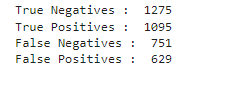 True Negatives :  1275
True Positives :  1095
False Negatives :  751
False Positives :  629